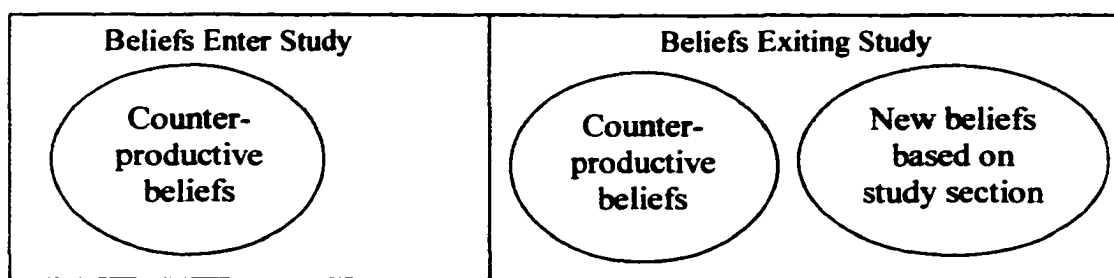 Beliefs Enter Study
Counter-
productive
beliefs
Beliefs Exiting Study
Counter-
productive
beliefs
New beliefs
based on
study section